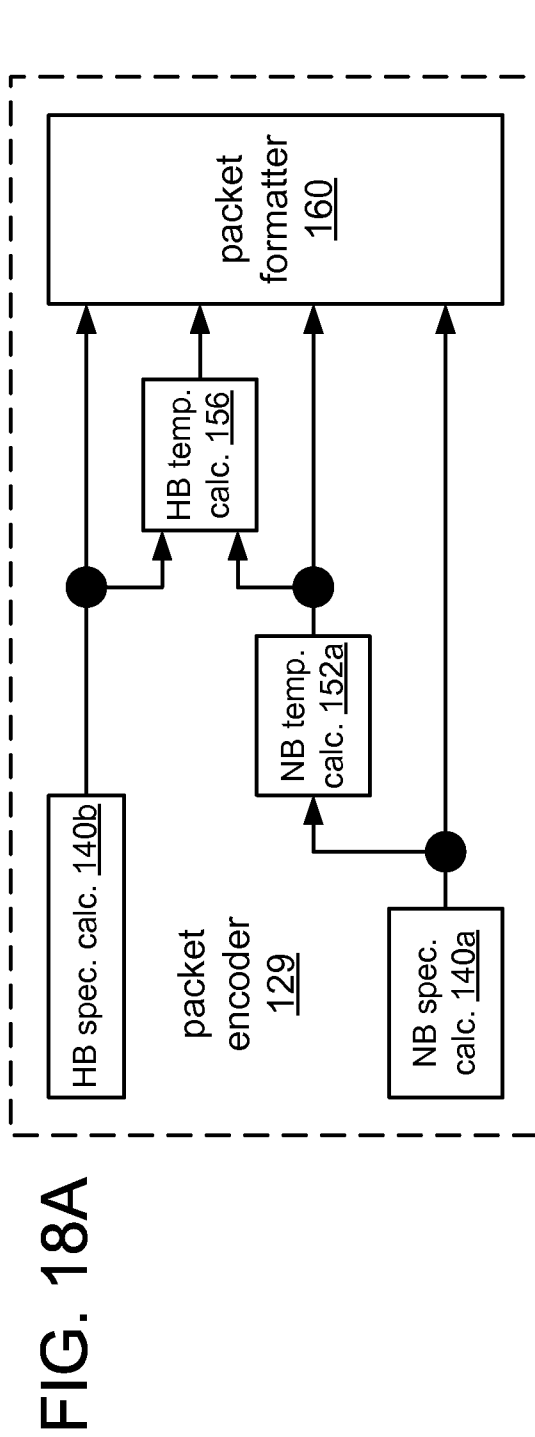 FIG. 18A
HB spec. calc. 140b
packet
encoder
129
NB spec.
calc. 140a
NB temp.
calc. 152a
HB temp.
calc. 156
packet
formatter
160